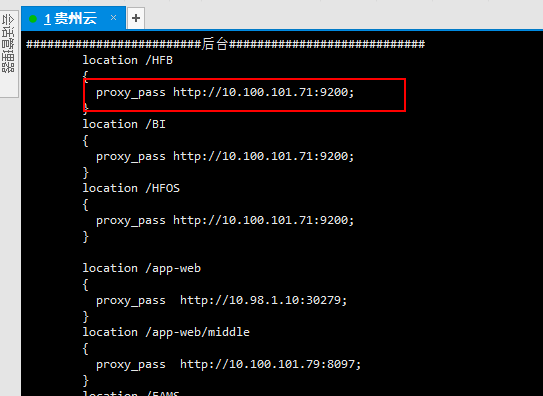 会话管理器
1 贵州云 × +
#########################后台############################
location /HFB
{
proxy_pass http://10.100.101.71:9200;
}
location /BI
{
proxy_pass http://10.100.101.71:9200;
}
location /HFOS
{
proxy_pass http://10.100.101.71:9200;
}
location /app-web
{
proxy_pass  http://10.98.1.10:30279;
}
location /app-web/middle
{
proxy_pass  http://10.100.101.79:8097;
}
location /FAMS